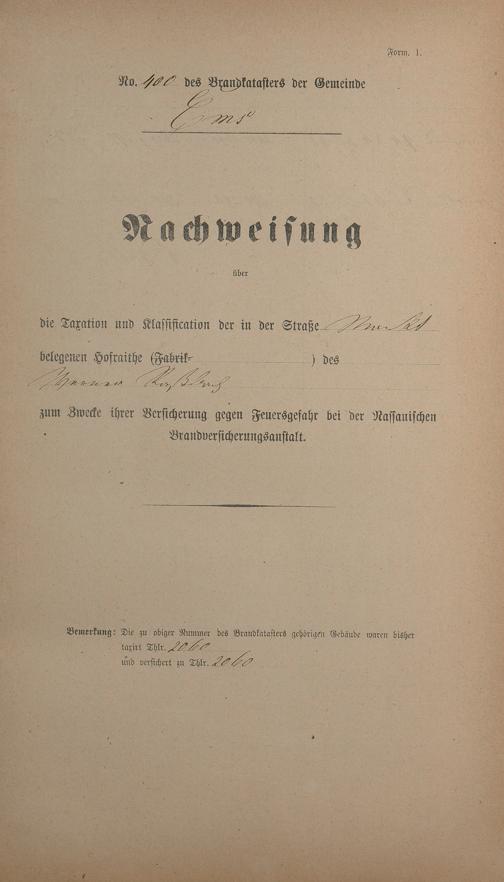 Form. 1.
No. 400 des Brandkatasters der Gemeinde
Ems
Nachweisung
über
die Taxation und Klassification der in der Straße Markt
belegenen Hofraithe (Fabrik- ) des
Werner
zum Zwecke ihrer Versicherung gegen Feuersgefahr bei der Nassauischen
Brandversicherungsanstalt.
Bemerkung: Die zu obiger Nummer des Brandkatasters gehörigen Gebäude waren bisher
taxirt Thlr. 2060
und versichert zu Thlr. 2060